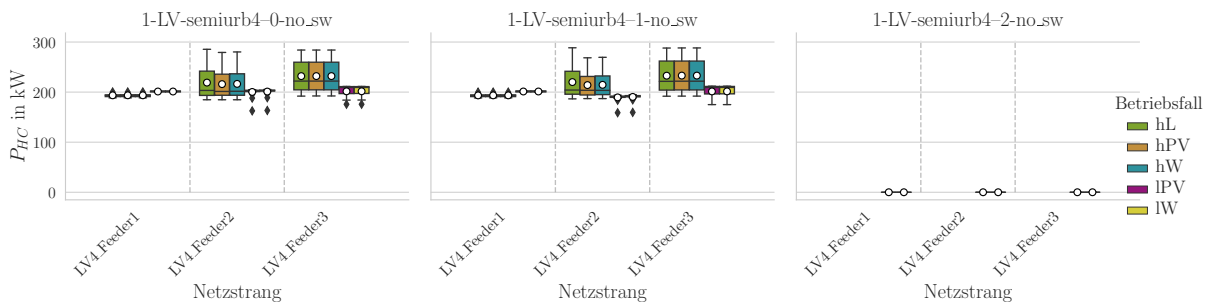 1-LV-semiurb4–0-no_sw
1-LV-semiurb4–1-no_sw
1-LV-semiurb4–2-no_sw
P_HC in kW
300
200
100
0
LV4_Feeder1
LV4_Feeder2
LV4_Feeder3
Netzstrang
LV4_Feeder1
LV4_Feeder2
LV4_Feeder3
Netzstrang
LV4_Feeder1
LV4_Feeder2
LV4_Feeder3
Netzstrang
Betriebsfall
hL
hPV
hW
lPV
lW